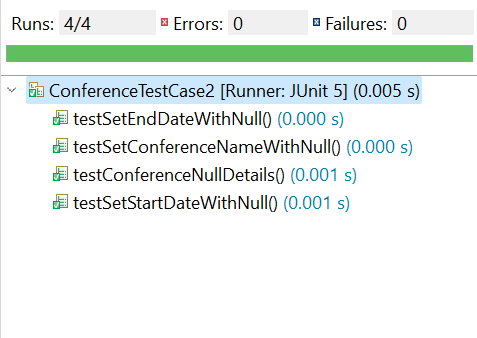 Runs: 4/4 Errors: 0 Failures: 0
ConferenceTestCase2 [Runner: JUnit 5] (0.005 s)
testSetEndDateWithNull() (0.000 s)
testSetConferenceNameWithNull() (0.000 s)
testConferenceNullDetails() (0.001 s)
testSetStartDateWithNull() (0.001 s)